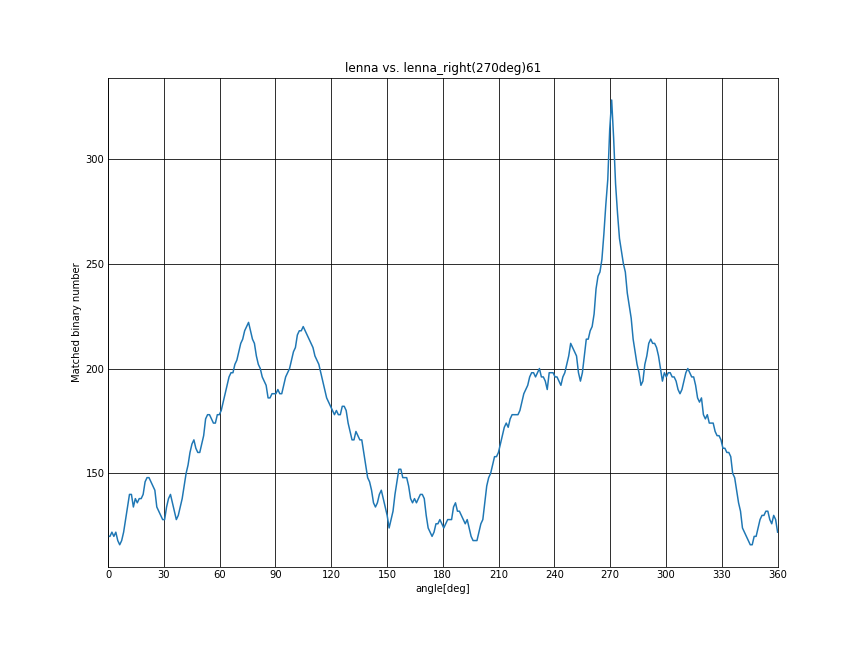 lenna vs. lenna_right(270deg)61
300
250
200
150
Matched binary number
0 30 60 90 120 150 180 210 240 270 300 330 360
angle[deg]